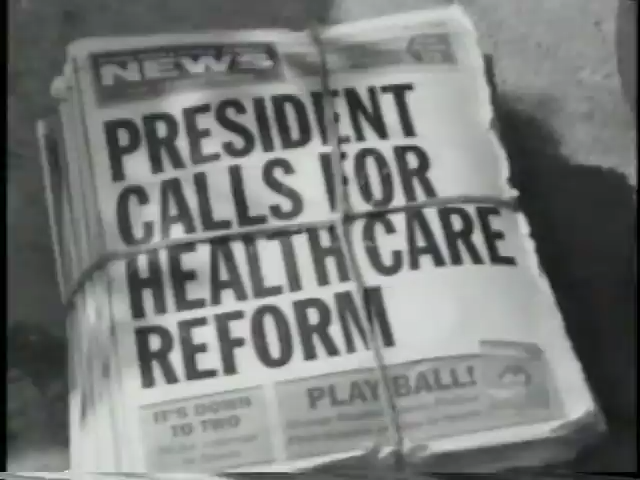 NEWS
PRESIDENT
CALLS FOR
HEALTH CARE
REFORM
IT'S DOWN
TO TWO
PLAY BALL!